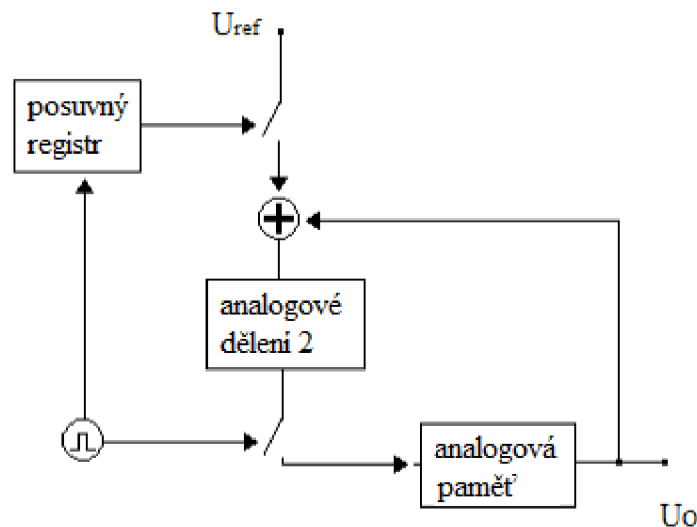 Uref
posuvný
registr
analogové
dělení 2
analogová
paměť
Uo